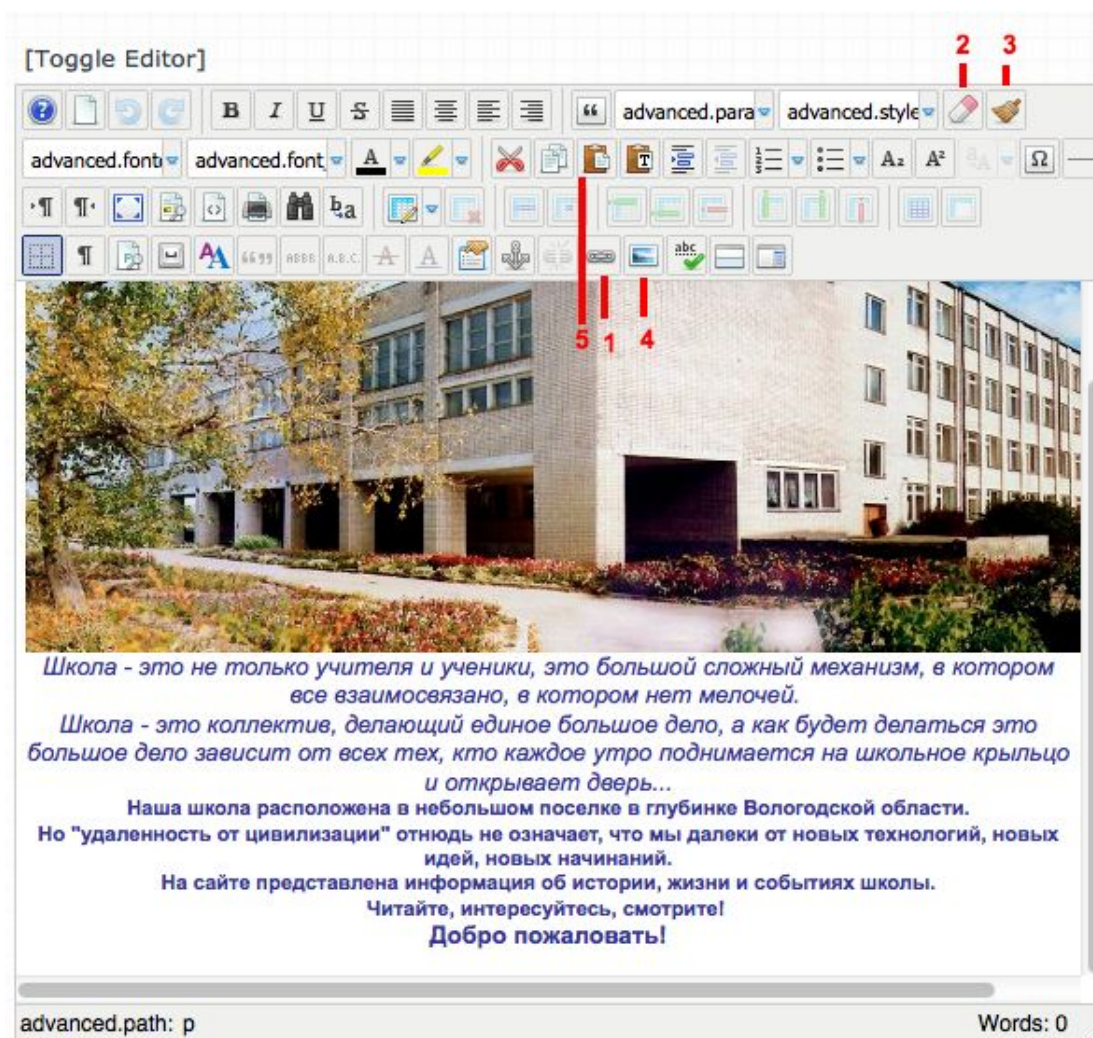 2 3
[Toggle Editor]
B I U S advanced.para advanced.style
advanced.font advanced.font A T A₂ A² Ω
ABBR A.B.C. A A abc
5 1 4
Школа - это не только учителя и ученики, это большой сложный механизм, в котором
все взаимосвязано, в котором нет мелочей.
Школа - это коллектив, делающий единое большое дело, а как будет делаться это
большое дело зависит от всех тех, кто каждое утро поднимается на школьное крыльцо
и открывает дверь...
Наша школа расположена в небольшом поселке в глубинке Вологодской области.
Но "удаленность от цивилизации" отнюдь не означает, что мы далеки от новых технологий, новых
идей, новых начинаний.
На сайте представлена информация об истории, жизни и событиях школы.
Читайте, интересуйтесь, смотрите!
Добро пожаловать!
advanced.path: p Words: 0